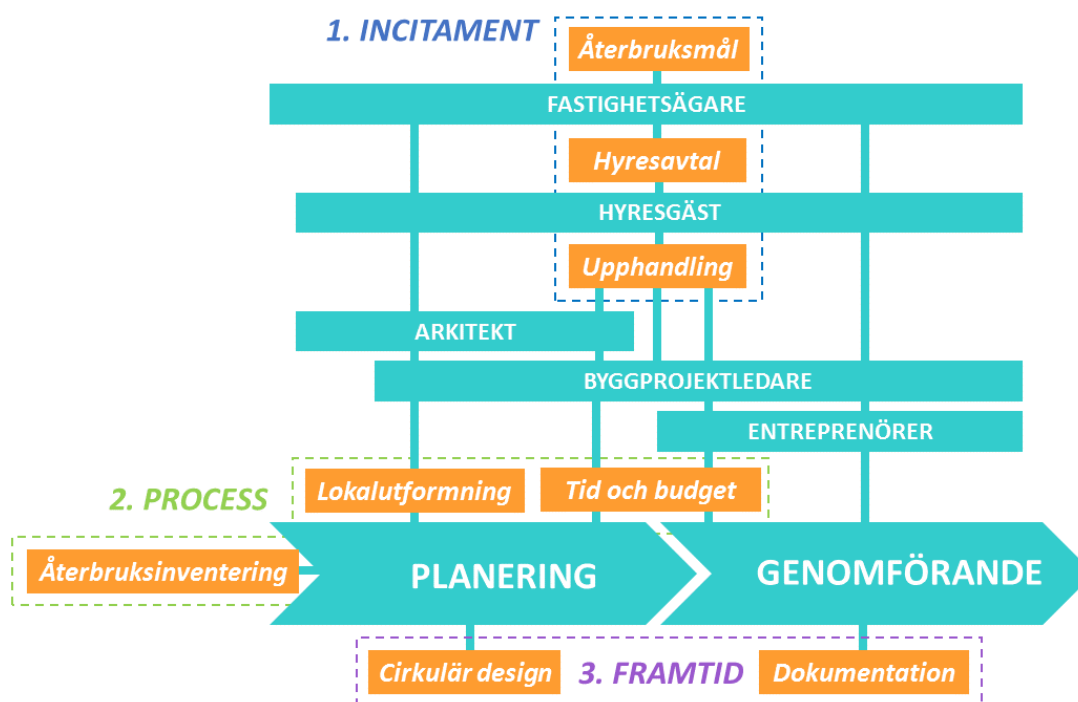 1. INCITAMENT
Återbruksmål
FASTIGHETSÄGARE
Hyresavtal
HYRESGÄST
Upphandling
ARKITEKT
BYGGPROJEKTLEDARE
ENTREPRENÖRER
2. PROCESS
Lokalutformning
Tid och budget
Återbruksinventering
PLANERING
GENOMFÖRANDE
Cirkulär design
3. FRAMTID
Dokumentation